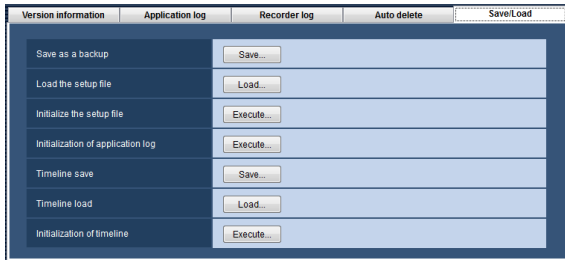 Version information Application log Recorder log Auto delete Save/Load
Save as a backup Save...
Load the setup file Load...
Initialize the setup file Execute...
Initialization of application log Execute...
Timeline save Save...
Timeline load Load...
Initialization of timeline Execute...